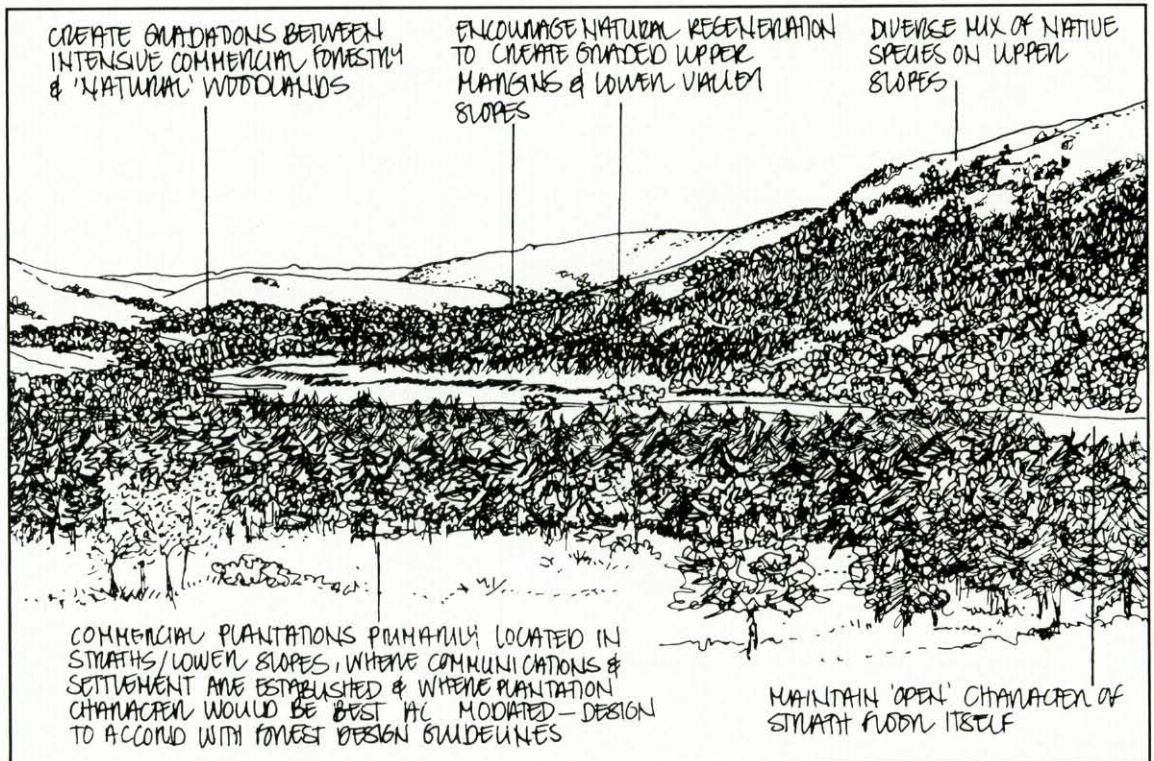 CREATE GRADATIONS BETWEEN
INTENSIVE COMMERCIAL FORESTRY
& 'NATURAL' WOODLANDS
ENCOURAGE NATURAL REGENERATION
TO CREATE GRADED UPPER
MARGINS & LOWER VALLEY
SLOPES
DIVERSE MIX OF NATIVE
SPECIES ON UPPER
SLOPES
COMMERCIAL PLANTATIONS PRIMARILY LOCATED IN
STRATHS/LOWER SLOPES, WHERE COMMUNICATIONS &
SETTLEMENT ARE ESTABLISHED & WHERE PLANTATION
CHARACTER WOULD BE BEST AC MODATED – DESIGN
TO ACCORD WITH FOREST DESIGN GUIDELINES
MAINTAIN 'OPEN' CHARACTER OF
STRATH FLOOR ITSELF